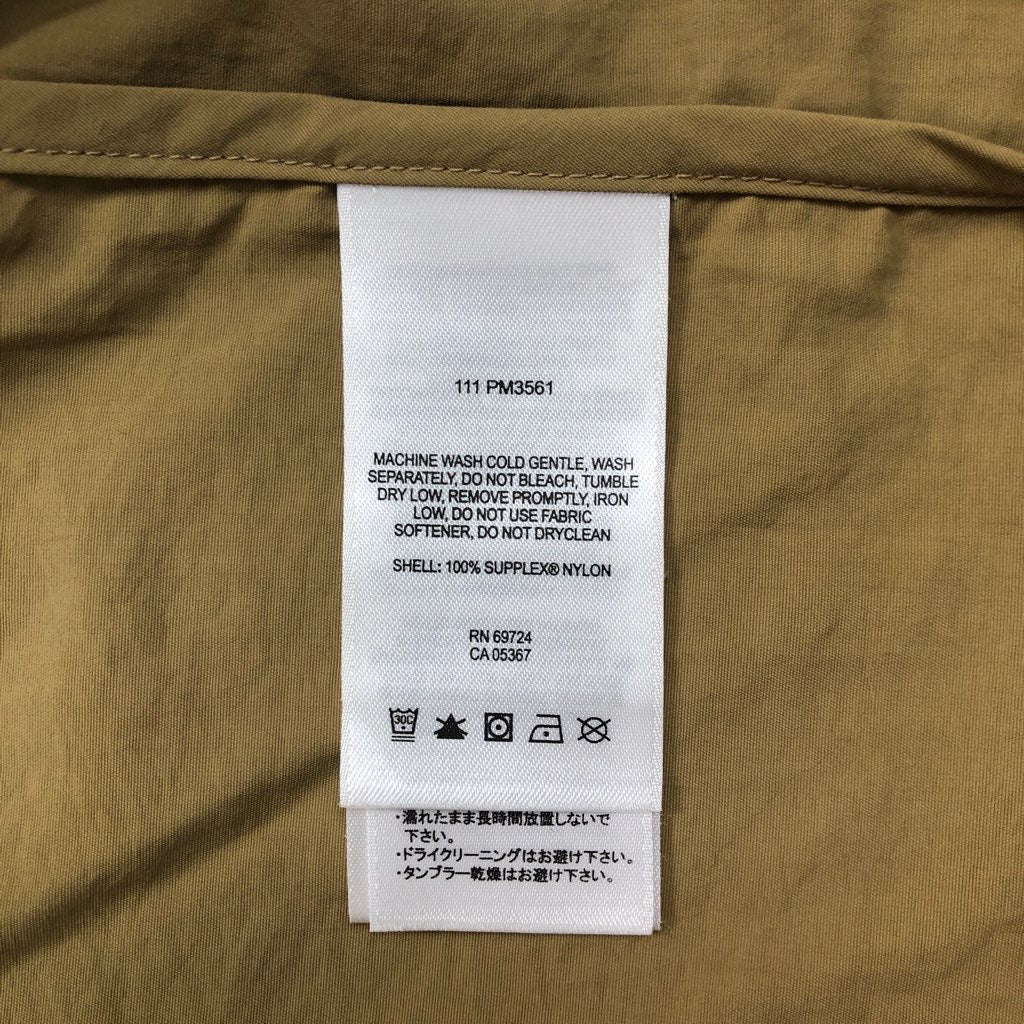 111 PM3561
MACHINE WASH COLD GENTLE, WASH
SEPARATELY, DO NOT BLEACH, TUMBLE
DRY LOW, REMOVE PROMPTLY, IRON
LOW, DO NOT USE FABRIC
SOFTENER, DO NOT DRYCLEAN
SHELL: 100% SUPPLEX® NYLON
RN 69724
CA 05367
30C
・濡れたまま長時間放置しないで
下さい。
・ドライクリーニングはお避け下さい。
・タンブラー乾燥はお避け下さい。